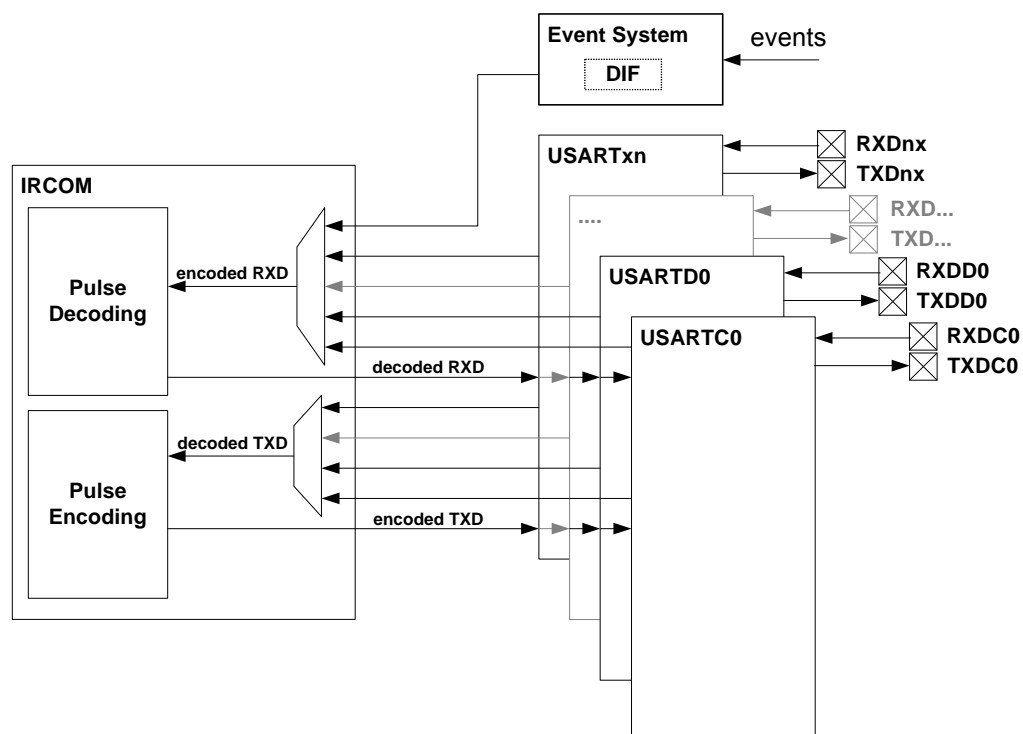 Event System
DIF
events
USARTxn
RXDnx
TXDnx
IRCOM
....
RXD...
TXD...
encoded RXD
Pulse
Decoding
USARTD0
RXDD0
TXDD0
USARTC0
RXDC0
TXDC0
decoded RXD
decoded TXD
Pulse
Encoding
encoded TXD